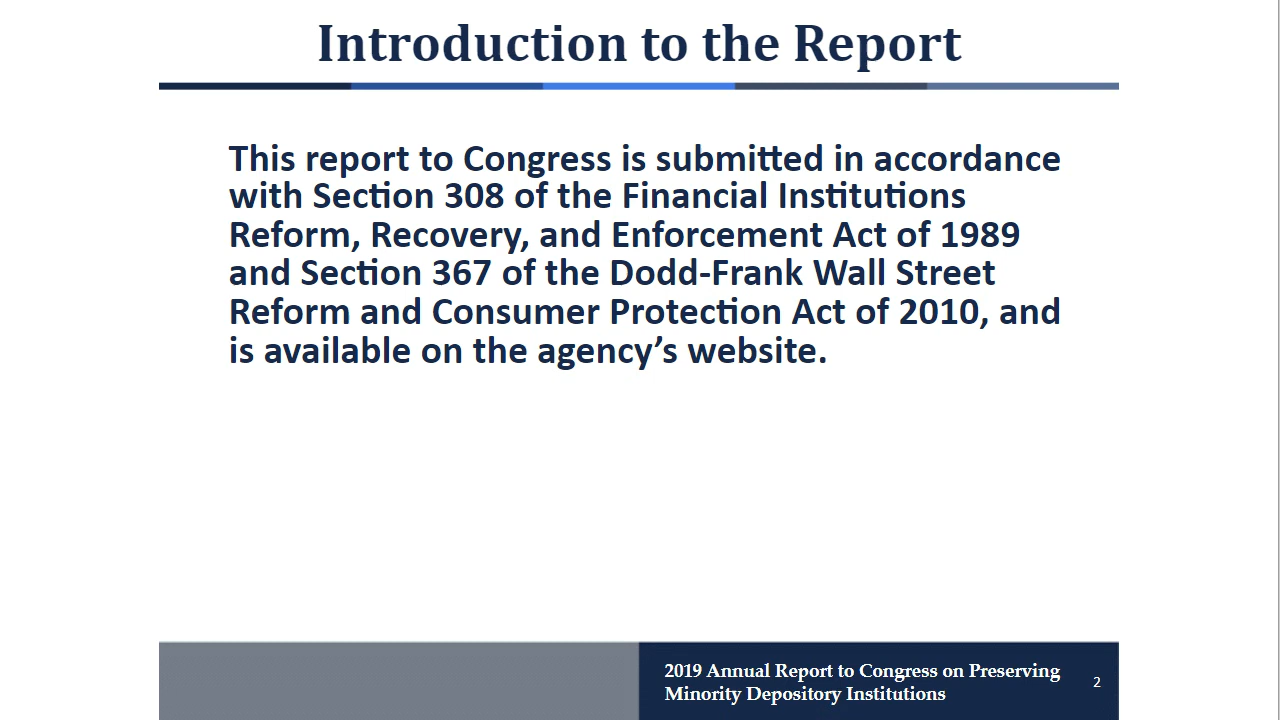 Introduction to the Report
This report to Congress is submitted in accordance
with Section 308 of the Financial Institutions
Reform, Recovery, and Enforcement Act of 1989
and Section 367 of the Dodd-Frank Wall Street
Reform and Consumer Protection Act of 2010, and
is available on the agency’s website.
2019 Annual Report to Congress on Preserving
Minority Depository Institutions
2